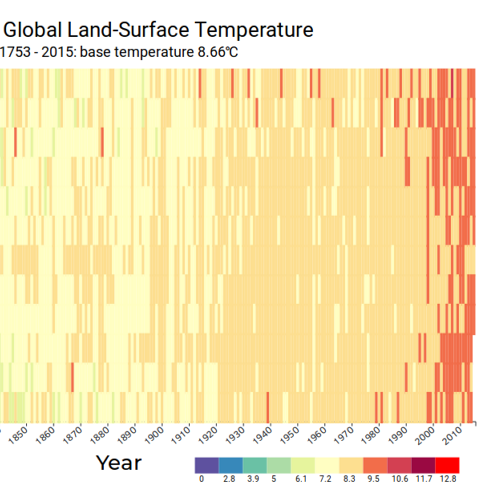 Global Land-Surface Temperature
1753 - 2015: base temperature 8.66℃
1850 1860 1870 1880 1890 1900 1910 1920 1930 1940 1950 1960 1970 1980 1990 2000 2010
Year
0 2.8 3.9 5 6.1 7.2 8.3 9.5 10.6 11.7 12.8